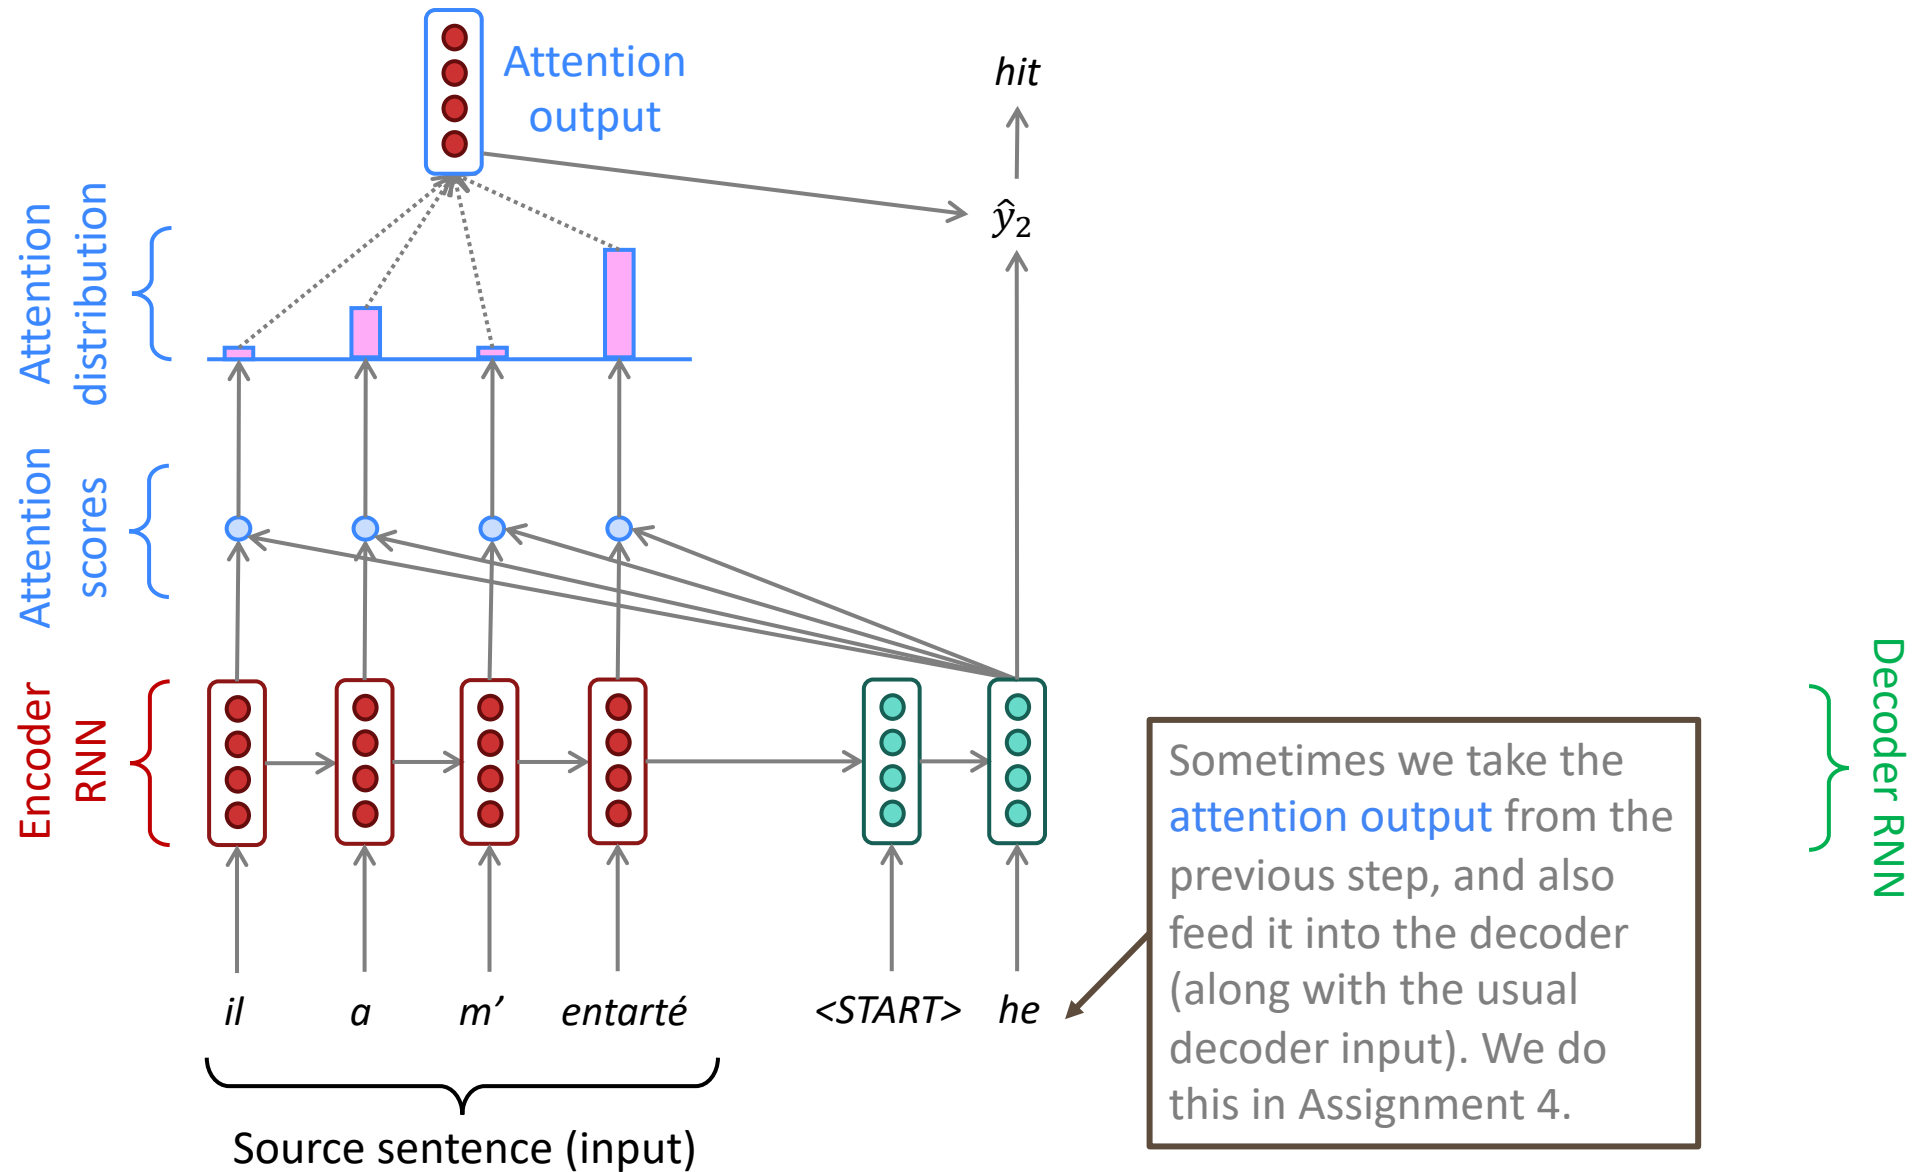 Attention
output
hit
ŷ₂
Attention
distribution
Attention
scores
Encoder
RNN
Decoder RNN
Sometimes we take the
attention output from the
previous step, and also
feed it into the decoder
(along with the usual
decoder input). We do
this in Assignment 4.
il a m’ entarté <START> he
Source sentence (input)